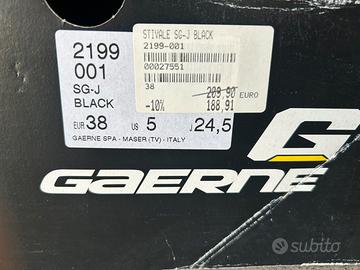 2199
001
SG-J
BLACK
EUR 38 US 5 J 24,5
GAERNE SPA - MASER (TV) - ITALY
STIVALE SG-J BLACK
2199-001
00027551
38
209,90 EURO
-10% 188,91
G
GAERNE
subito